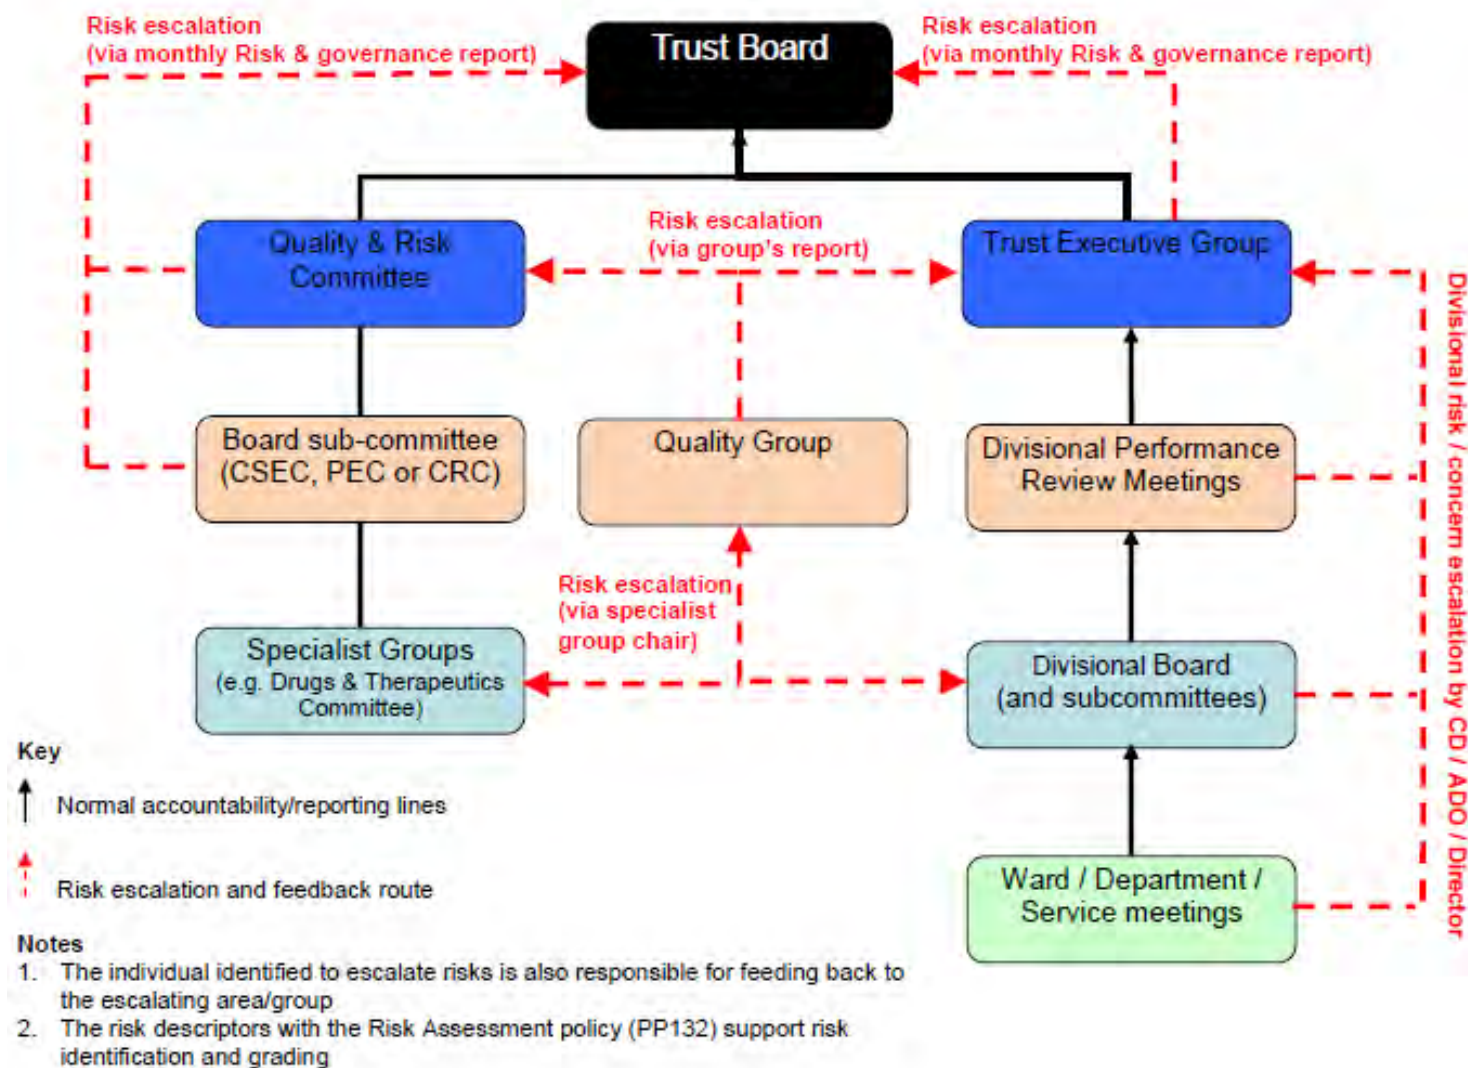 Risk escalation
(via monthly Risk & governance report)
Trust Board
Risk escalation
(via monthly Risk & governance report)
Quality & Risk
Committee
Risk escalation
(via group's report)
Trust Executive Group
Board sub-committee
(CSEC, PEC or CRC)
Quality Group
Divisional Performance
Review Meetings
Divisional risk / concern escalation by CD / ADO / Director
Risk escalation
(via specialist
group chair)
Specialist Groups
(e.g. Drugs & Therapeutics
Committee)
Divisional Board
(and subcommittees)
Ward / Department /
Service meetings
Key
Normal accountability/reporting lines
Risk escalation and feedback route
Notes
1. The individual identified to escalate risks is also responsible for feeding back to
the escalating area/group
2. The risk descriptors with the Risk Assessment policy (PP132) support risk
identification and grading